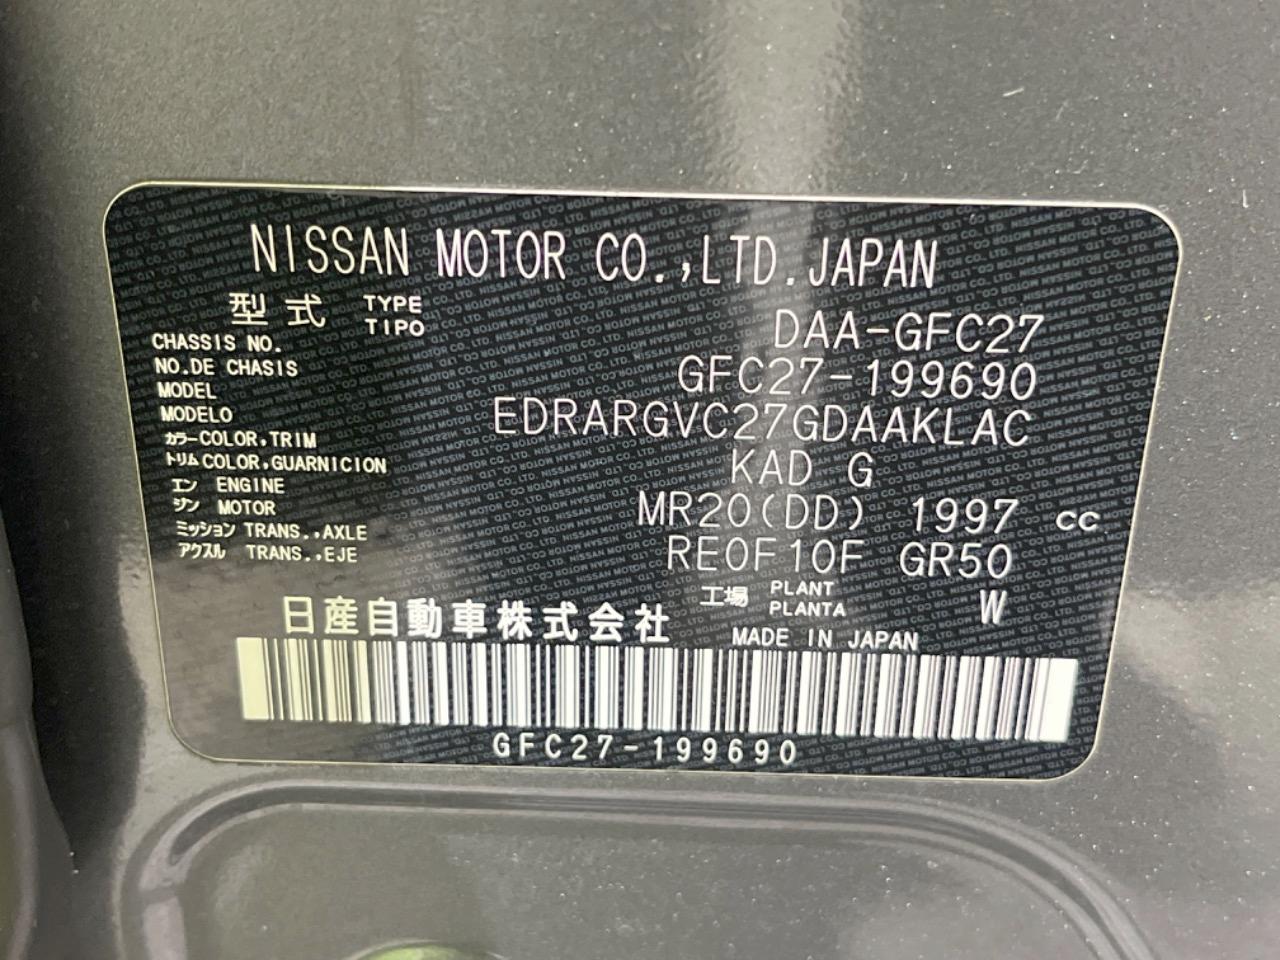 NISSAN MOTOR CO.,LTD.JAPAN
型式 TYPE TIPO DAA-GFC27
CHASSIS NO.
NO.DE CHASIS GFC27-199690
MODEL
MODELO EDRARGVC27GDAAKLAC
カラー COLOR,TRIM
トリム COLOR,GUARNICION KAD G
エン ENGINE
ジン MOTOR MR20(DD) 1997 cc
ミッション TRANS.,AXLE
アクスル TRANS.,EJE RE0F10F GR50
工場 PLANT PLANTA W
日産自動車株式会社 MADE IN JAPAN
GFC27-199690